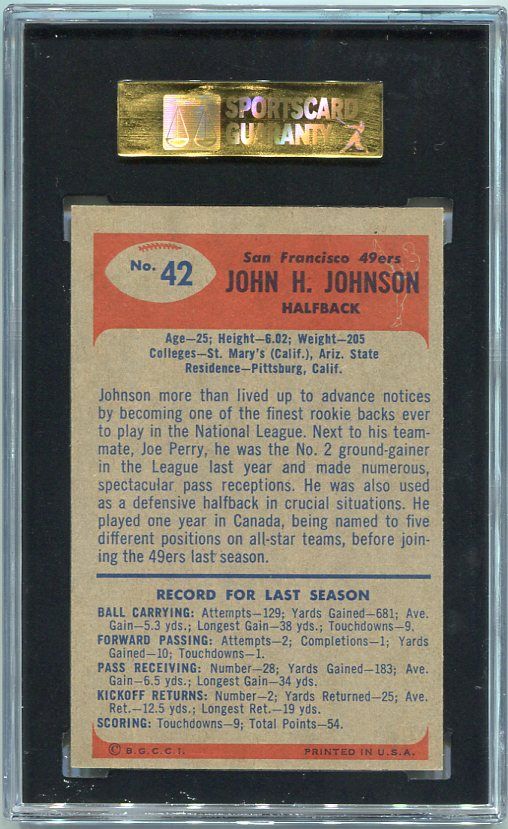 SPORTSCARD
GUARANTY
No. 42
San Francisco 49ers
JOHN H. JOHNSON
HALFBACK
Age—25; Height—6.02; Weight—205
Colleges—St. Mary's (Calif.), Ariz. State
Residence—Pittsburg, Calif.
Johnson more than lived up to advance notices
by becoming one of the finest rookie backs ever
to play in the National League. Next to his team-
mate, Joe Perry, he was the No. 2 ground-gainer
in the League last year and made numerous,
spectacular pass receptions. He was also used
as a defensive halfback in crucial situations. He
played one year in Canada, being named to five
different positions on all-star teams, before join-
ing the 49ers last season.
RECORD FOR LAST SEASON
BALL CARRYING: Attempts—129; Yards Gained—681; Ave.
Gain—5.3 yds.; Longest Gain—38 yds.; Touchdowns—9.
FORWARD PASSING: Attempts—2; Completions—1; Yards
Gained—10; Touchdowns—1.
PASS RECEIVING: Number—28; Yards Gained—183; Ave.
Gain—6.5 yds.; Longest Gain—34 yds.
KICKOFF RETURNS: Number—2; Yards Returned—25; Ave.
Ret.—12.5 yds.; Longest Ret.—19 yds.
SCORING: Touchdowns—9; Total Points—54.
© B.G.C.C.I. PRINTED IN U.S.A.